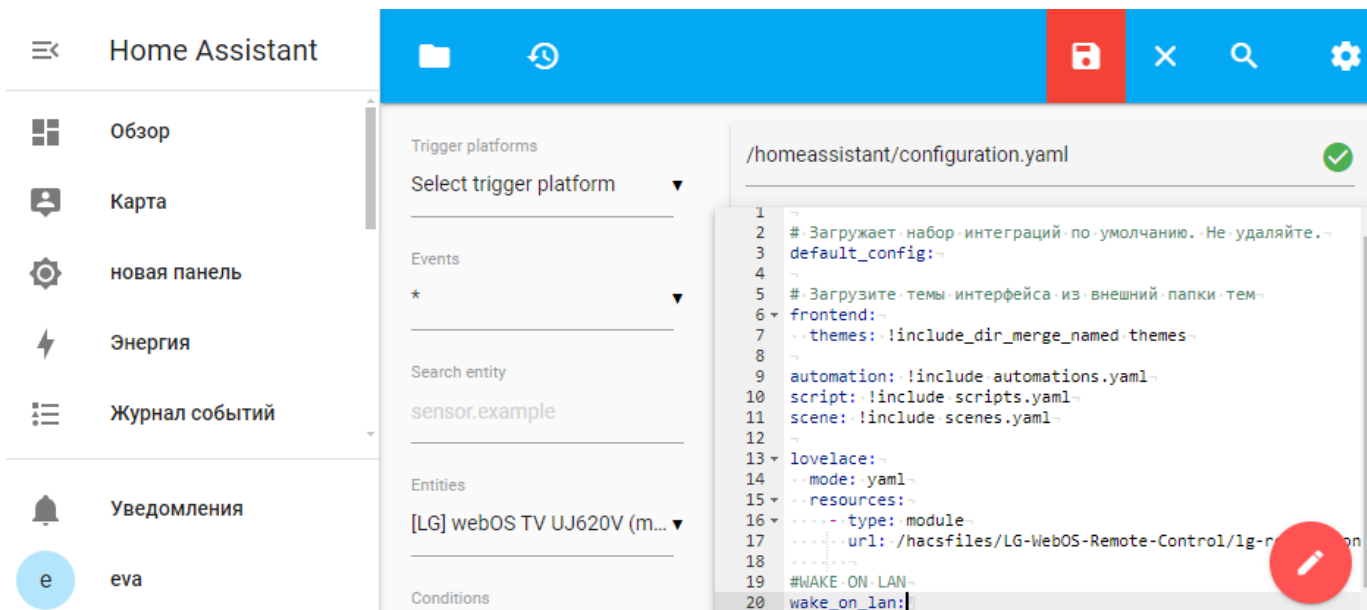 Home Assistant
Обзор
Карта
новая панель
Энергия
Журнал событий
Уведомления
e
eva
Trigger platforms
Select trigger platform
Events
*
Search entity
sensor.example
Entities
[LG] webOS TV UJ620V (m...
Conditions
/homeassistant/configuration.yaml
1
2 # Загружает набор интеграций по умолчанию. Не удаляйте.
3 default_config:
4
5 # Загрузите темы интерфейса из внешний папки тем
6 frontend:
7   themes: !include_dir_merge_named themes
8
9 automation: !include automations.yaml
10 script: !include scripts.yaml
11 scene: !include scenes.yaml
12
13 lovelace:
14   mode: yaml
15   resources:
16     - type: module
17       url: /hacsfiles/LG-WebOS-Remote-Control/lg-r
18
19 #WAKE ON LAN
20 wake_on_lan: